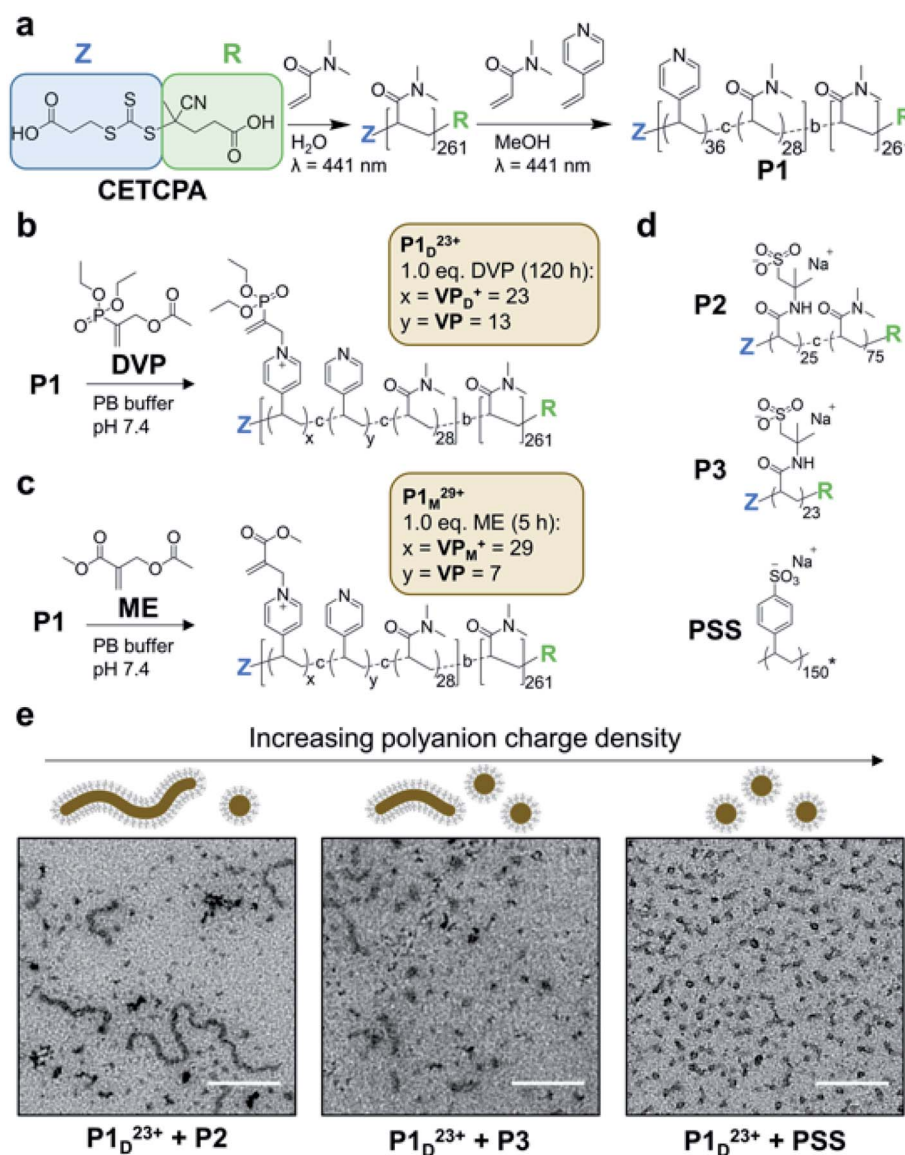 a
Z R
O HO S S S CN O OH
CETCPA
O N
H₂O
λ = 441 nm
O N
Z R 261
O N N
MeOH
λ = 441 nm
N O N O N
Z 36 c 28 b 261 R
P1
b
O O P O O O
DVP
P1
PB buffer
pH 7.4
O P O O
N + N O N O N
Z x c y c 28 b 261 R
P1D²³⁺
1.0 eq. DVP (120 h):
x = VPD⁺ = 23
y = VP = 13
c
O O O O
ME
P1
PB buffer
pH 7.4
O O
N + N O N O N
Z x c y c 28 b 261 R
P1M²⁹⁺
1.0 eq. ME (5 h):
x = VPM⁺ = 29
y = VP = 7
d
P2
O O S ⁻O Na⁺
O NH O N
Z 25 c 75 R
P3
O O S ⁻O Na⁺
O NH
Z 23 R
PSS
⁻SO₃ Na⁺
150*
e
Increasing polyanion charge density
P1D²³⁺ + P2
P1D²³⁺ + P3
P1D²³⁺ + PSS